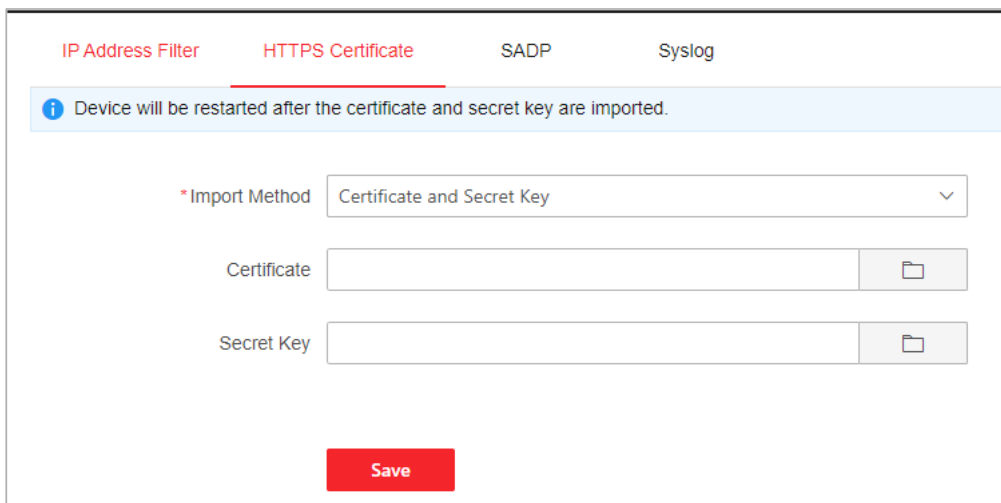 IP Address Filter HTTPS Certificate SADP Syslog
Device will be restarted after the certificate and secret key are imported.
*Import Method Certificate and Secret Key
Certificate
Secret Key
Save